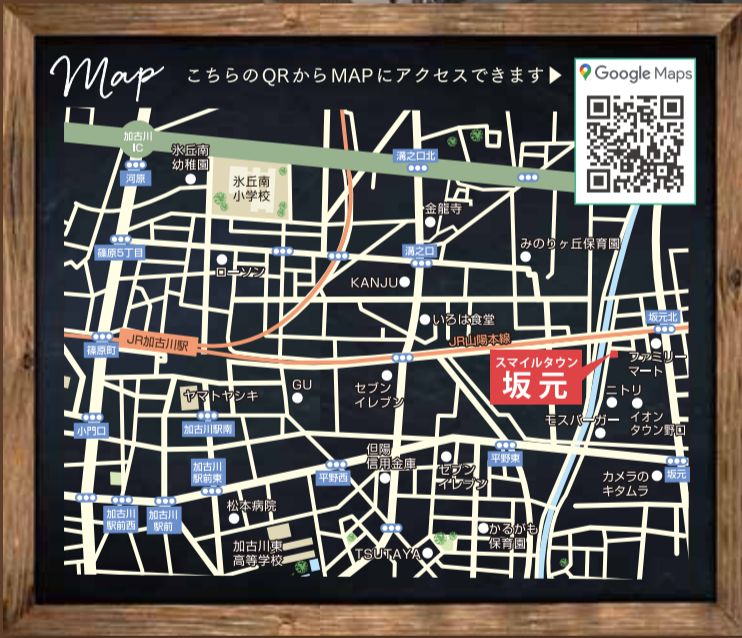 Map
こちらのQRからMAPにアクセスできます▶
Google Maps
加古川
IC
河原
氷丘南
幼稚園
氷丘南
小学校
溝之口北
金龍寺
篠原5丁目
ローソン
溝之口
みのりヶ丘保育園
KANJU
いろは食堂
坂元北
篠原町
JR加古川駅
JR山陽本線
スマイルタウン
坂元
ファミリー
マート
ヤマトヤシキ
GU
セブン
イレブン
ニトリ
イオン
タウン野口
モスバーガー
小門口
加古川駅南
加古川
駅前東
平野西
但陽
信用金庫
セブン
イレブン
平野東
カメラの
キタムラ
坂元
加古川
駅前西
加古川
駅前
松本病院
加古川東
高等学校
TSUTAYA
かるがも
保育園